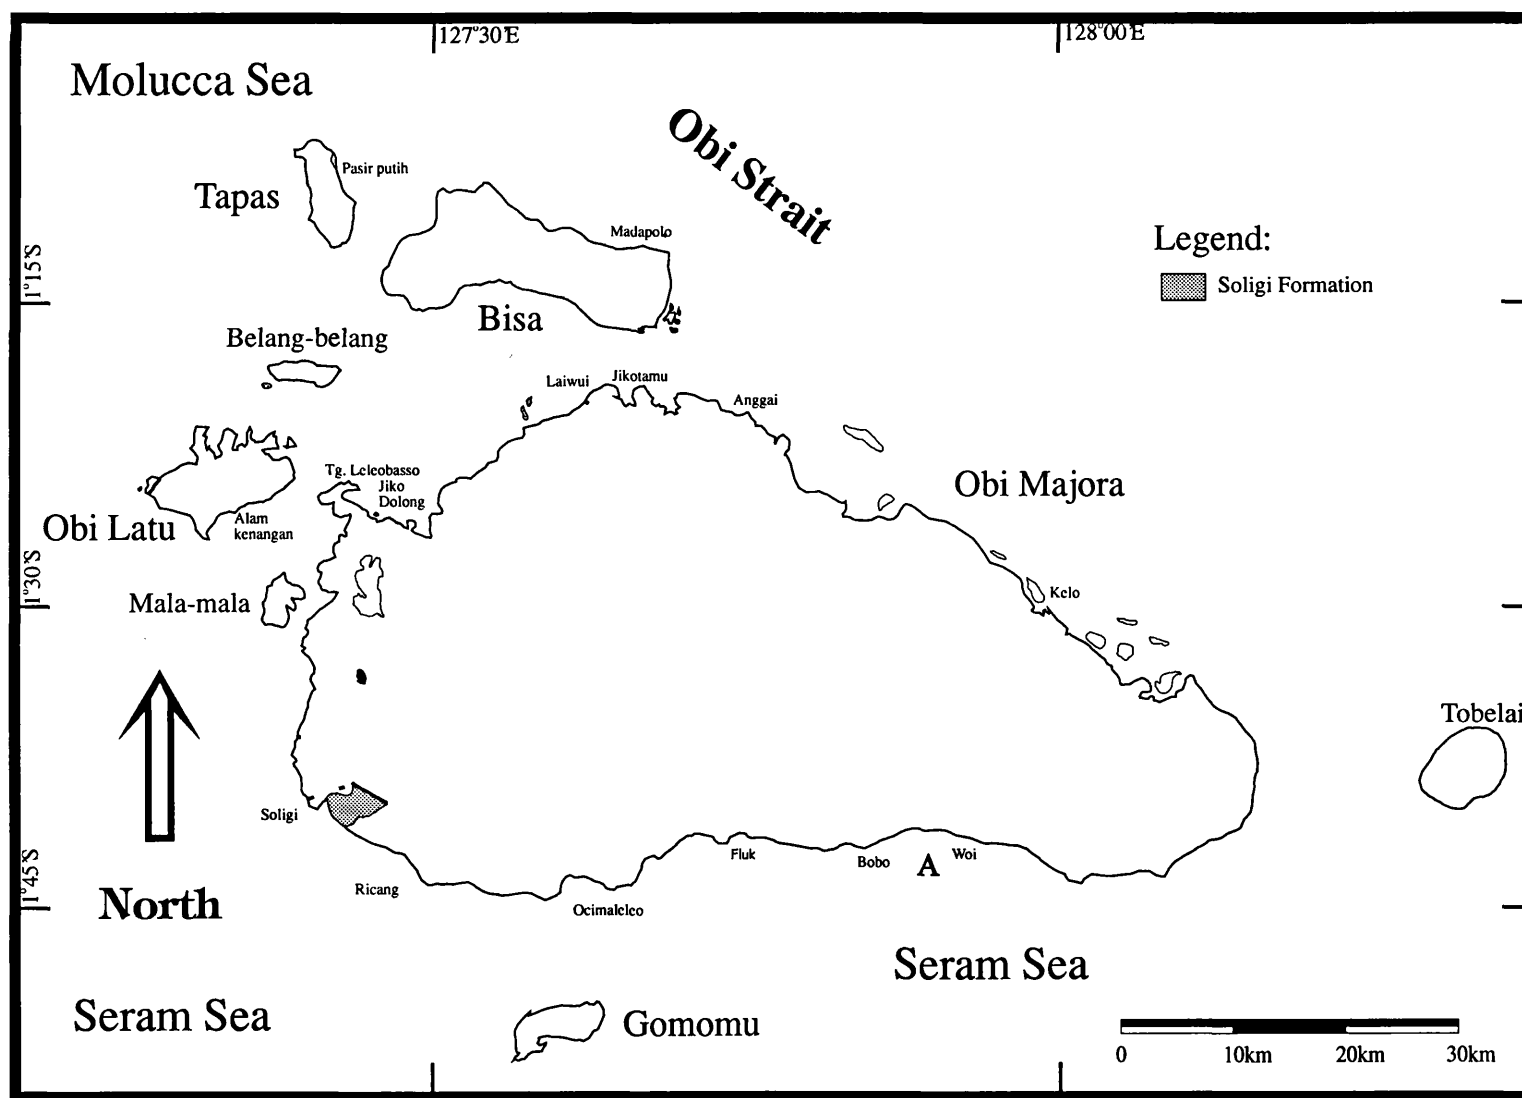 127°30'E
128°00'E
Molucca Sea
Obi Strait
Pasir putih
Tapas
Madapolo
Legend:
Soligi Formation
1°15'S
Bisa
Belang-belang
Laiwui
Jikotamu
Anggai
Tg. Leleobasso
Jiko
Dolong
Obi Majora
Obi Latu
Alam
kenangan
1°30'S
Mala-mala
Kelo
Tobelai
Soligi
Fluk
Bobo
A
Woi
1°45'S
North
Ricang
Ocimaleleo
Seram Sea
Seram Sea
Gomomu
0
10km
20km
30km